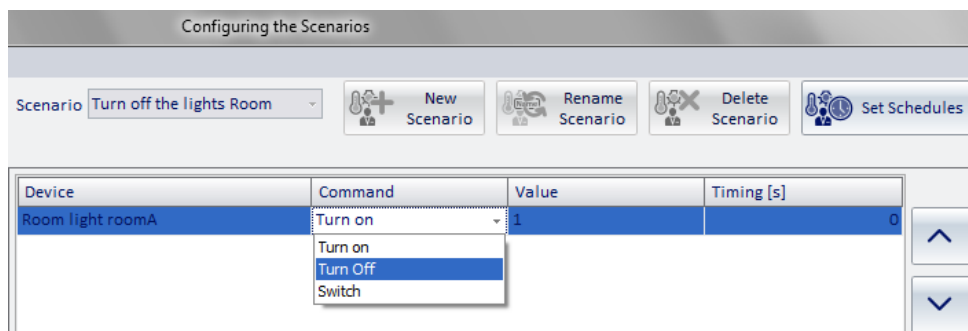 Configuring the Scenarios
Scenario Turn off the lights Room
New
Scenario
Name
Rename
Scenario
Delete
Scenario
Set Schedules
Device Command Value Timing [s]
Room light roomA Turn on 1 0
Turn on
Turn Off
Switch